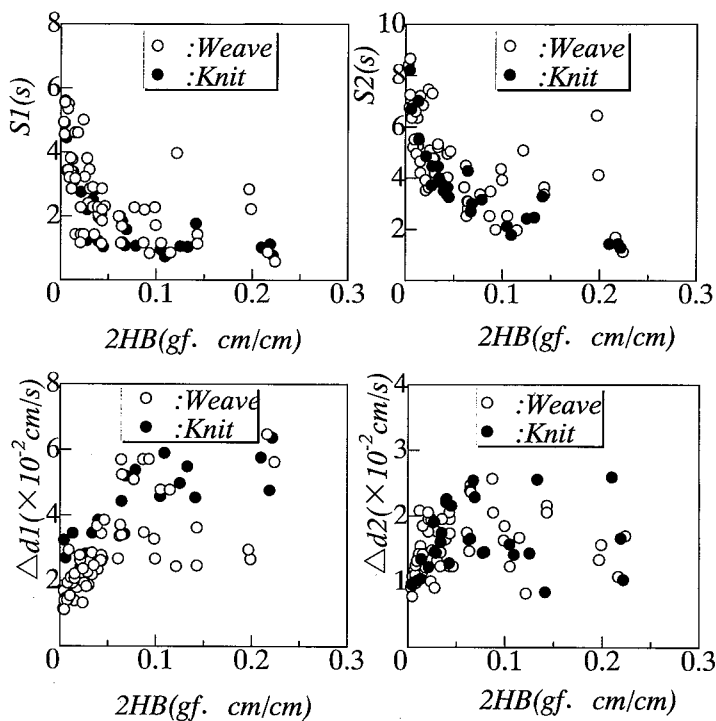 8
6
4
2
0
S1(s)
○ :Weave
● :Knit
0.1
0.2
0.3
2HB(gf. cm/cm)
10
8
6
4
2
0
S2(s)
○ :Weave
● :Knit
0.1
0.2
0.3
2HB(gf. cm/cm)
8
6
4
2
0
△d1(×10⁻²cm/s)
○ :Weave
● :Knit
0.1
0.2
0.3
2HB(gf. cm/cm)
4
3
2
1
0
△d2(×10⁻²cm/s)
○ :Weave
● :Knit
0.1
0.2
0.3
2HB(gf. cm/cm)